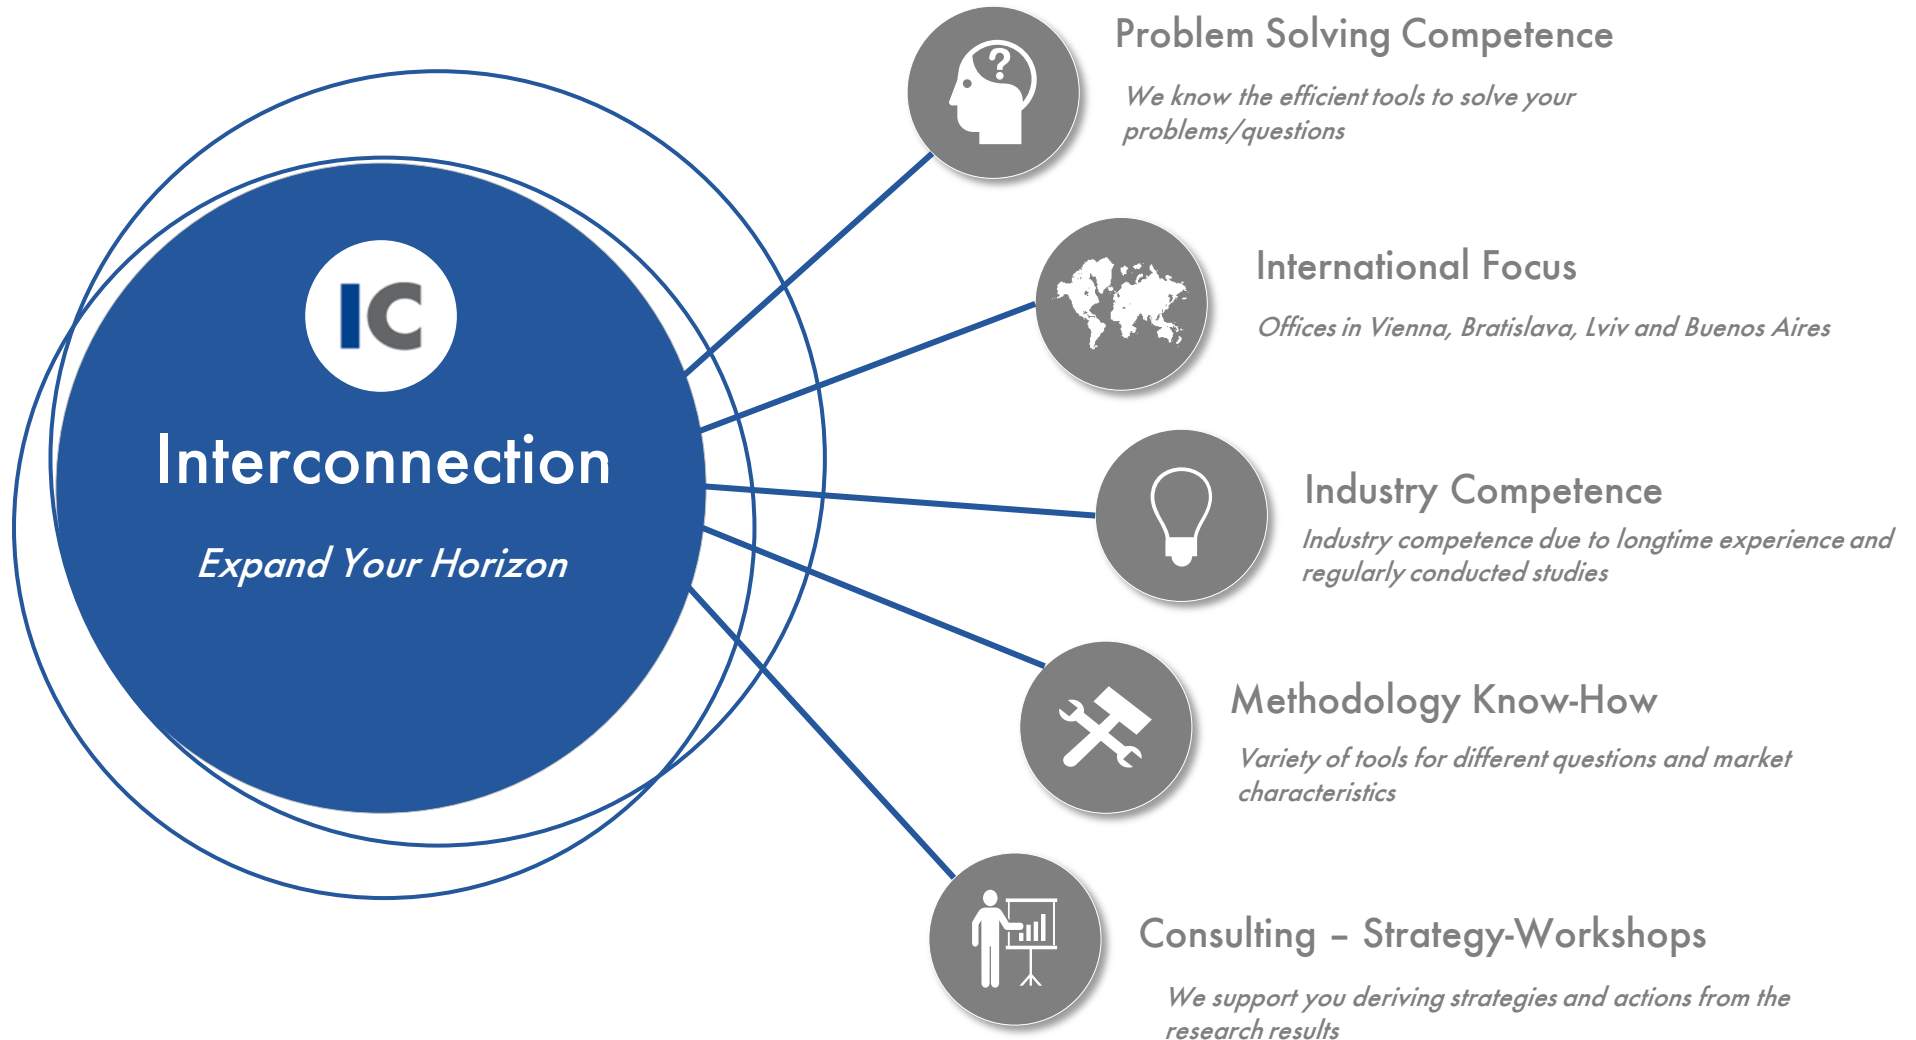 IC
Interconnection
Expand Your Horizon
?
Problem Solving Competence
We know the efficient tools to solve your
problems/questions
International Focus
Offices in Vienna, Bratislava, Lviv and Buenos Aires
Industry Competence
Industry competence due to longtime experience and
regularly conducted studies
Methodology Know-How
Variety of tools for different questions and market
characteristics
Consulting – Strategy-Workshops
We support you deriving strategies and actions from the
research results